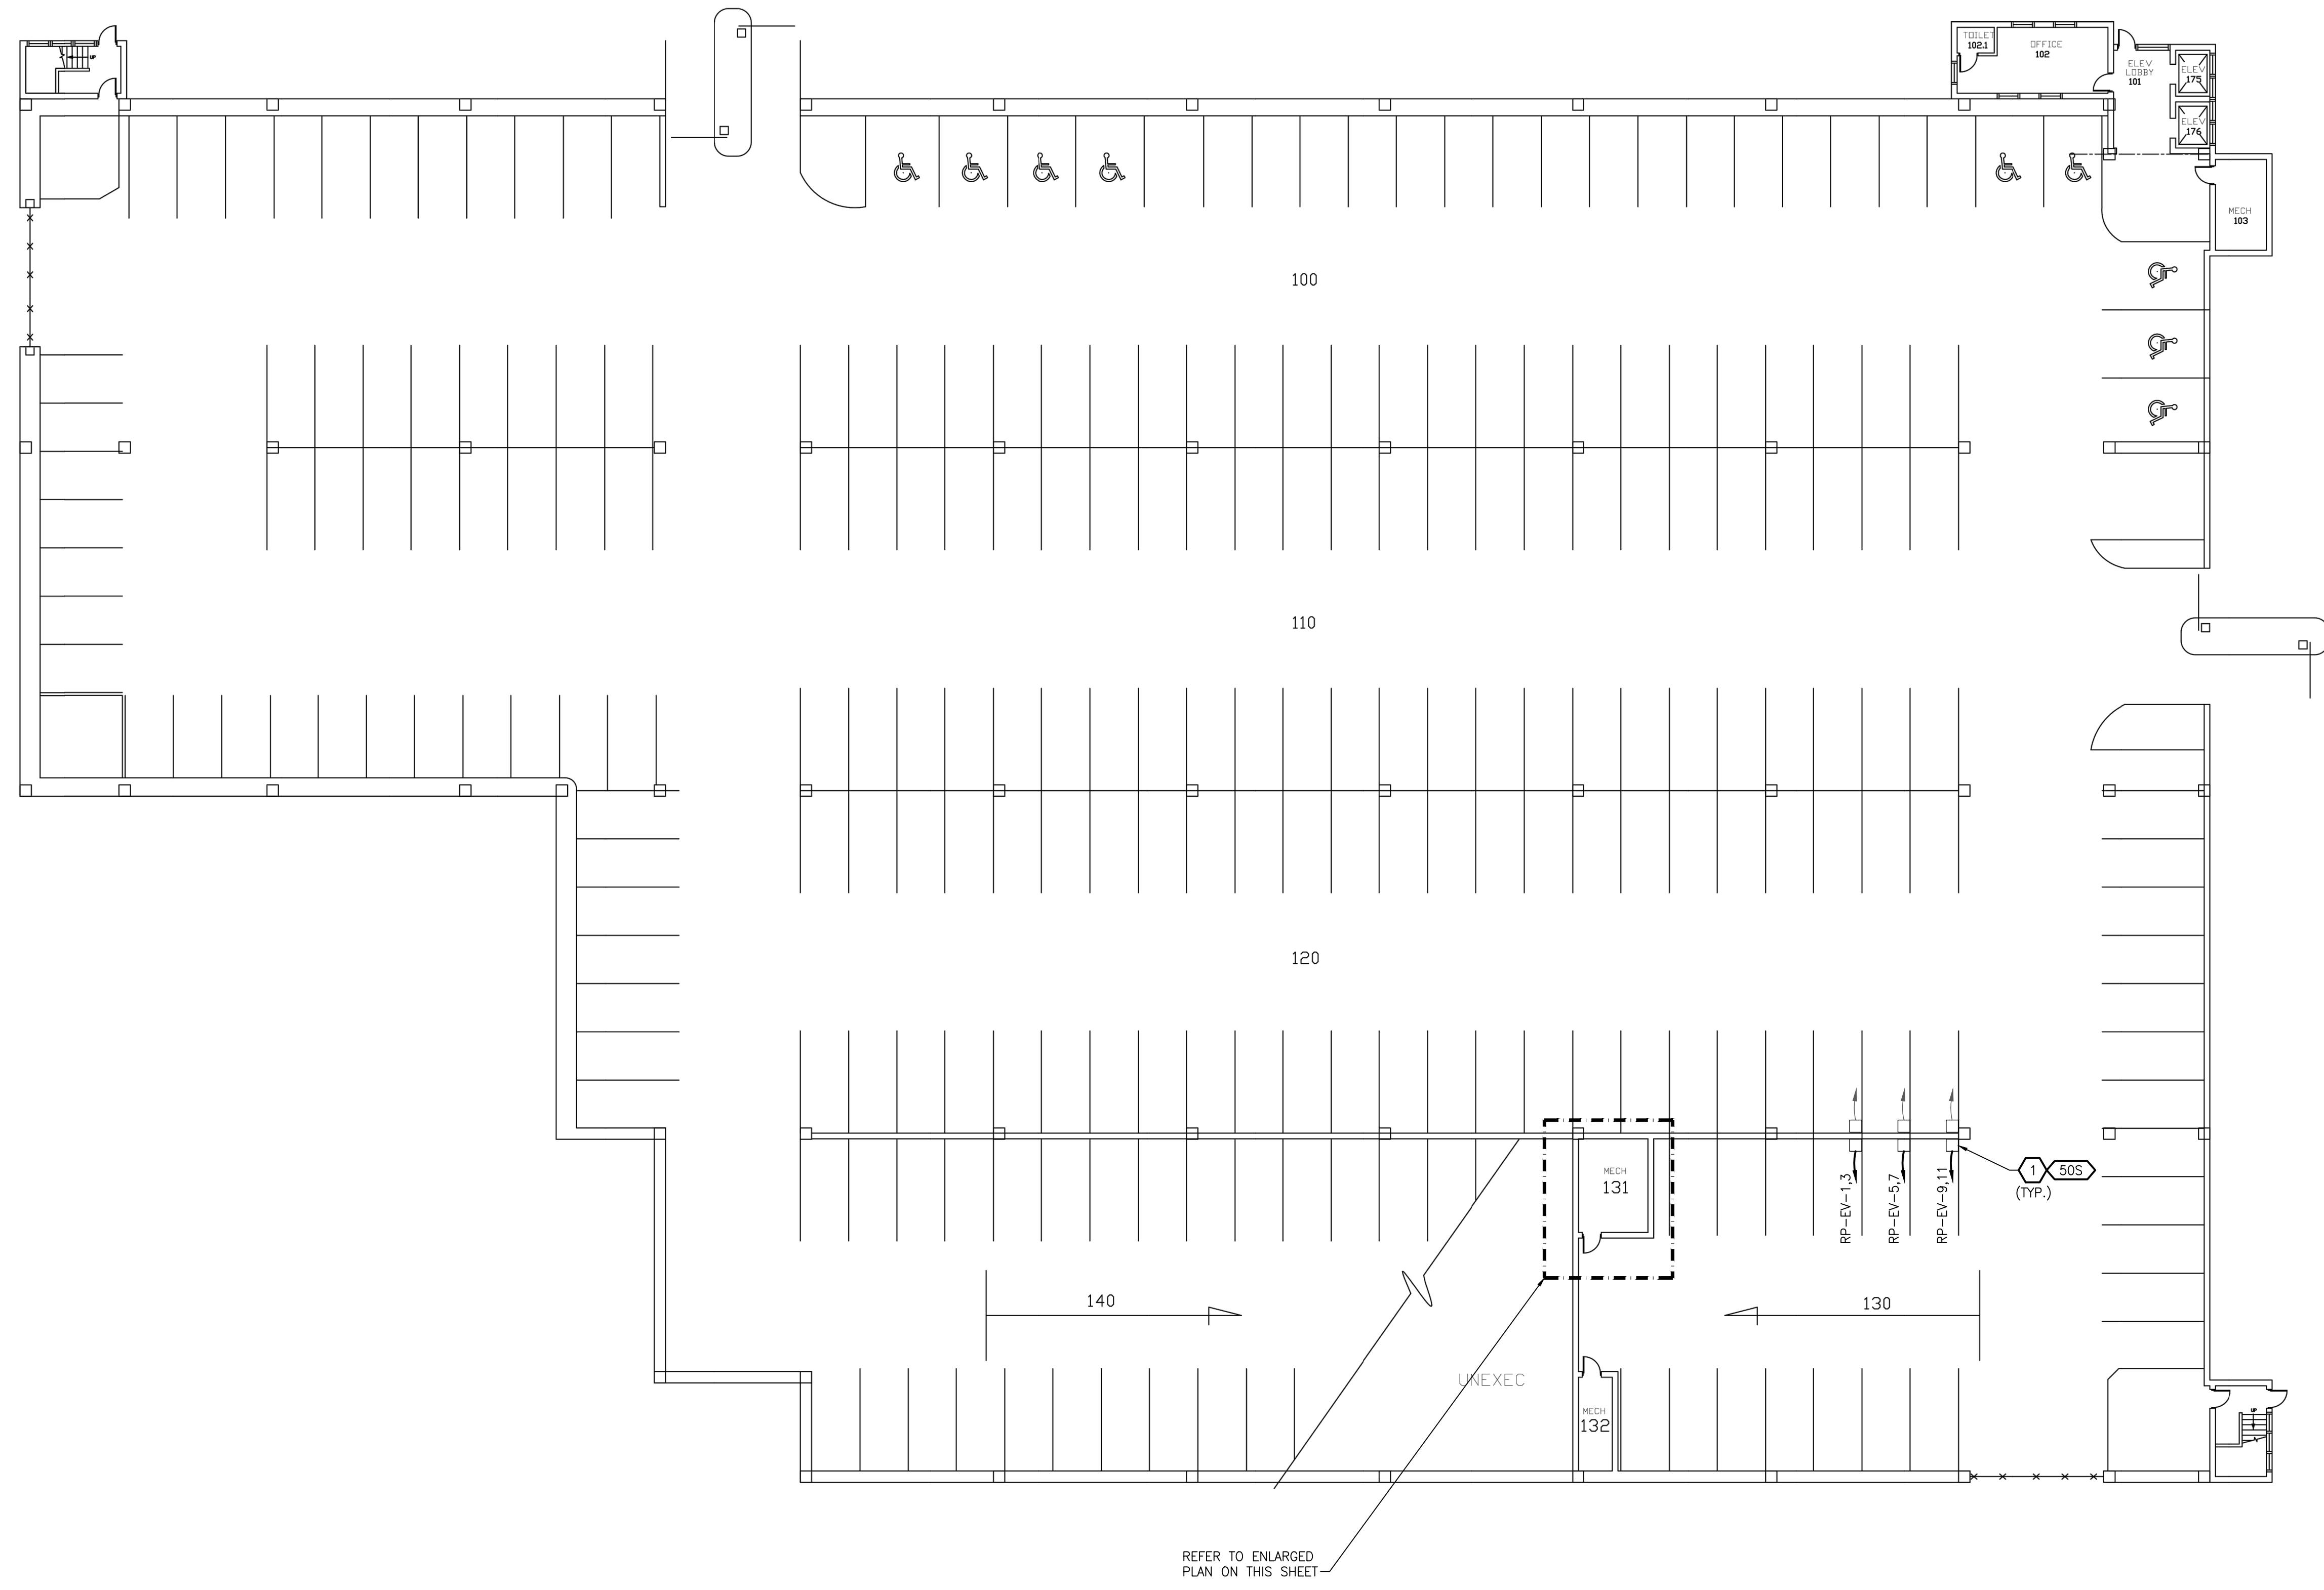 TOILET
102.1
OFFICE
102
ELEV
LOBBY
101
ELEV
175
ELEV
176
UP
MECH
103
100
110
120
1
50S
(TYP.)
MECH
131
RP-EV-1,3
RP-EV-5,7
RP-EV-9,11
140
130
UNEXEC
MECH
132
UP
REFER TO ENLARGED
PLAN ON THIS SHEET